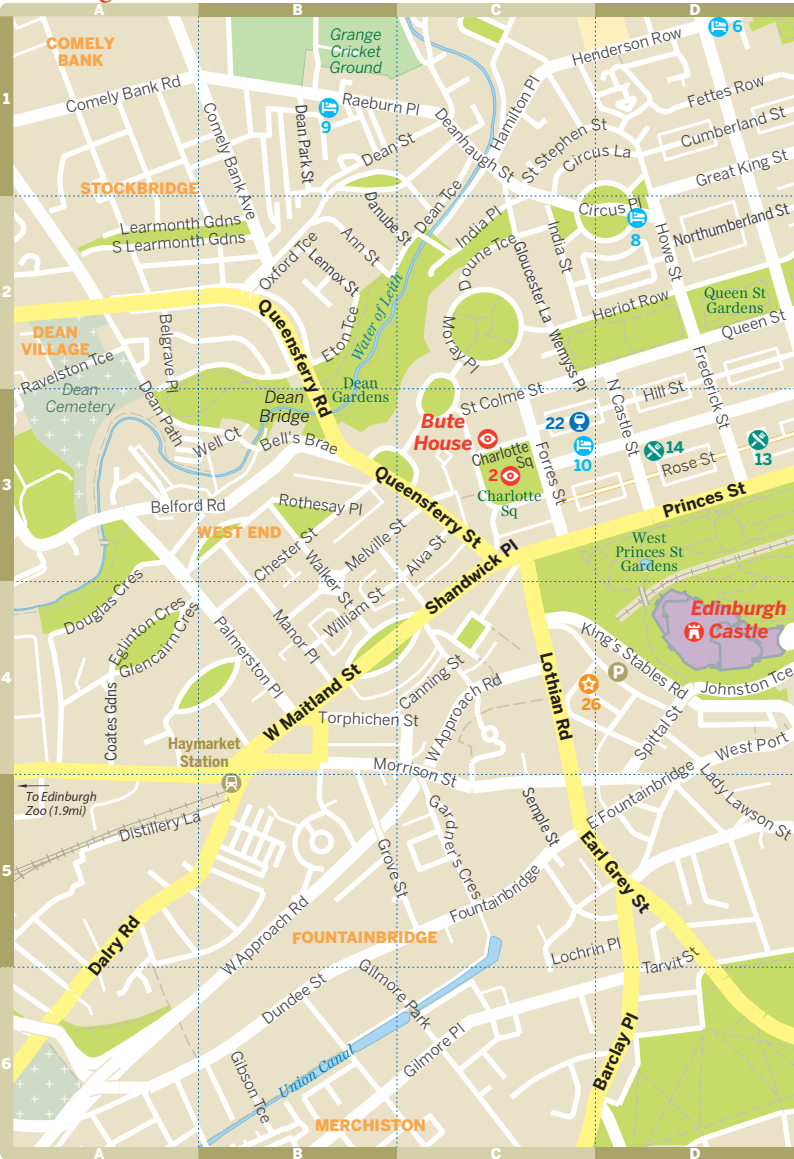 A
B
C
D
COMELY
BANK
Grange
Cricket
Ground
6
Henderson Row
1
Comely Bank Rd
Raeburn Pl
9
Fettes Row
Hamilton Pl
Comely Bank Ave
Dean Park St
Deanhaugh St
St Stephen St
Cumberland St
Dean St
Circus La
Great King St
STOCKBRIDGE
Danube St
Dean Tce
Circus Pl
8
Learmonth Gdns
S Learmonth Gdns
Ann St
India Pl
Doune Tce
India St
Howe St
Northumberland St
Oxford Tce
Lennox St
Gloucester La
2
Water of Leith
Queen St
Gardens
Heriot Row
Queensferry Rd
Eton Tce
Moray Pl
Wemyss Pl
Queen St
DEAN
VILLAGE
Belgrave Pl
Ravelston Tce
Dean
Cemetery
Dean Path
Dean
Bridge
Dean
Gardens
St Colme St
N Castle St
Hill St
Frederick St
Bute
House
22
10
14
13
Well Ct
Bell's Brae
Charlotte
Sq
2
Charlotte
Sq
Forres St
Rose St
3
Queensferry St
Princes St
Belford Rd
Rothesay Pl
WEST END
Melville St
Alva St
West
Princes St
Gardens
Chester St
Walker St
Shandwick Pl
Douglas Cres
William St
Eglinton Cres
Glencairn Cres
Manor Pl
Palmerston Pl
Edinburgh
Castle
King's Stables Rd
P
4
Lothian Rd
26
Johnston Tce
Canning St
W Approach Rd
Coates Gdns
W Maitland St
Torphichen St
Spittal St
West Port
Haymarket
Station
Morrison St
To Edinburgh
Zoo (1.9mi)
Distillery La
Semple St
E Fountainbridge
Lady Lawson St
Gardner's Cres
Grove St
Earl Grey St
5
Fountainbridge
W Approach Rd
Dalry Rd
FOUNTAINBRIDGE
Lochrin Pl
Tarvit St
Gilmore Park
Dundee St
Gilmore Pl
Barclay Pl
6
Union Canal
Gibson Tce
MERCHISTON
A
B
C
D